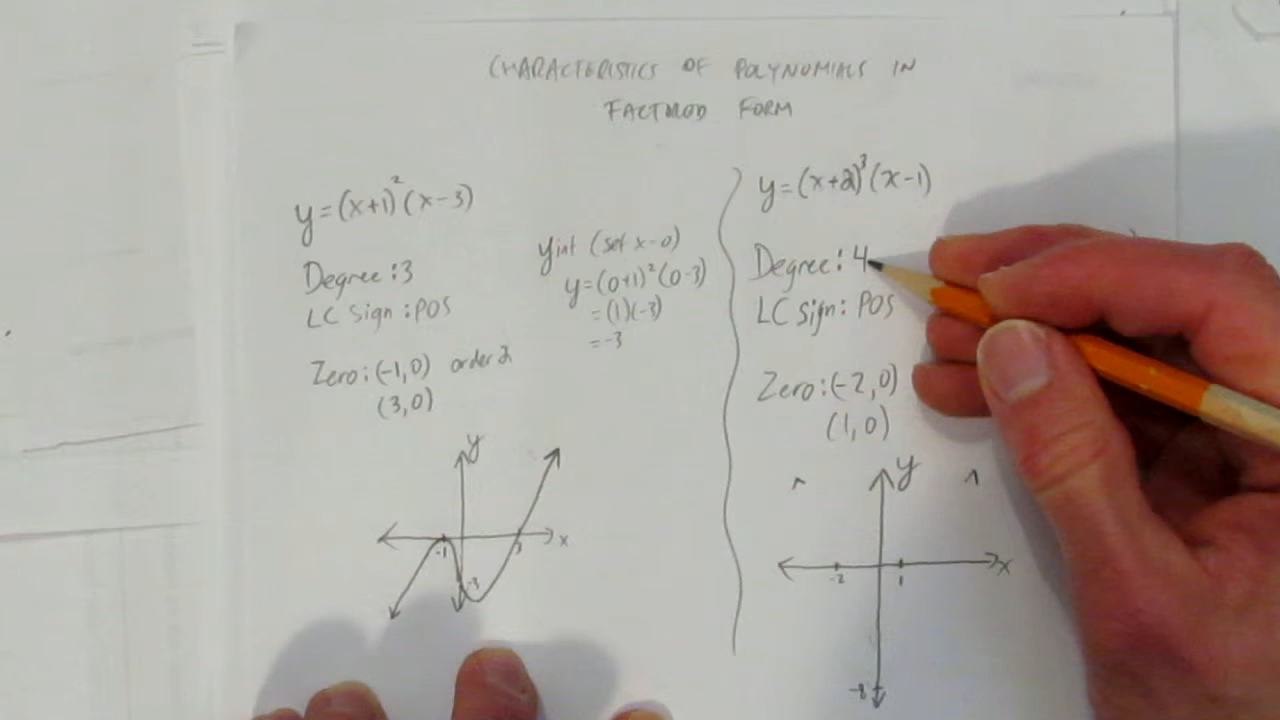 CHARACTERISTICS OF POLYNOMIALS IN
FACTORED FORM
y=(x+1)²(x-3)
Degree:3
LC Sign:POS
Zero:(-1,0) order 2
(3,0)
y
x
-1
3
-3
yint (set x-0)
y=(0+1)²(0-3)
=(1)(-3)
=-3
y=(x+2)³(x-1)
Degree:4
LC Sign: POS
Zero:(-2,0)
(1,0)
y
x
-2
1
-8